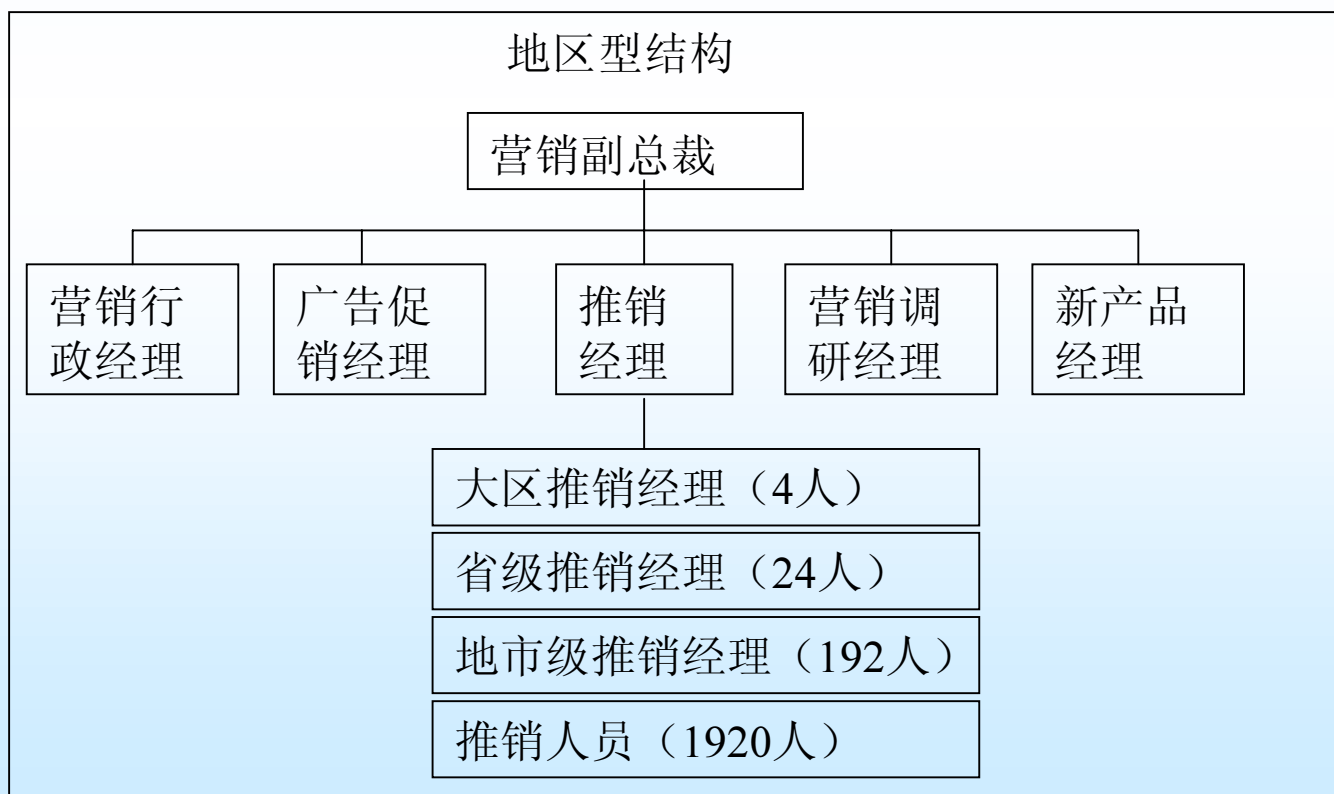 地区型结构
营销副总裁
营销行
政经理
广告促
销经理
推销
经理
营销调
研经理
新产品
经理
大区推销经理（4人）
省级推销经理（24人）
地市级推销经理（192人）
推销人员（1920人）